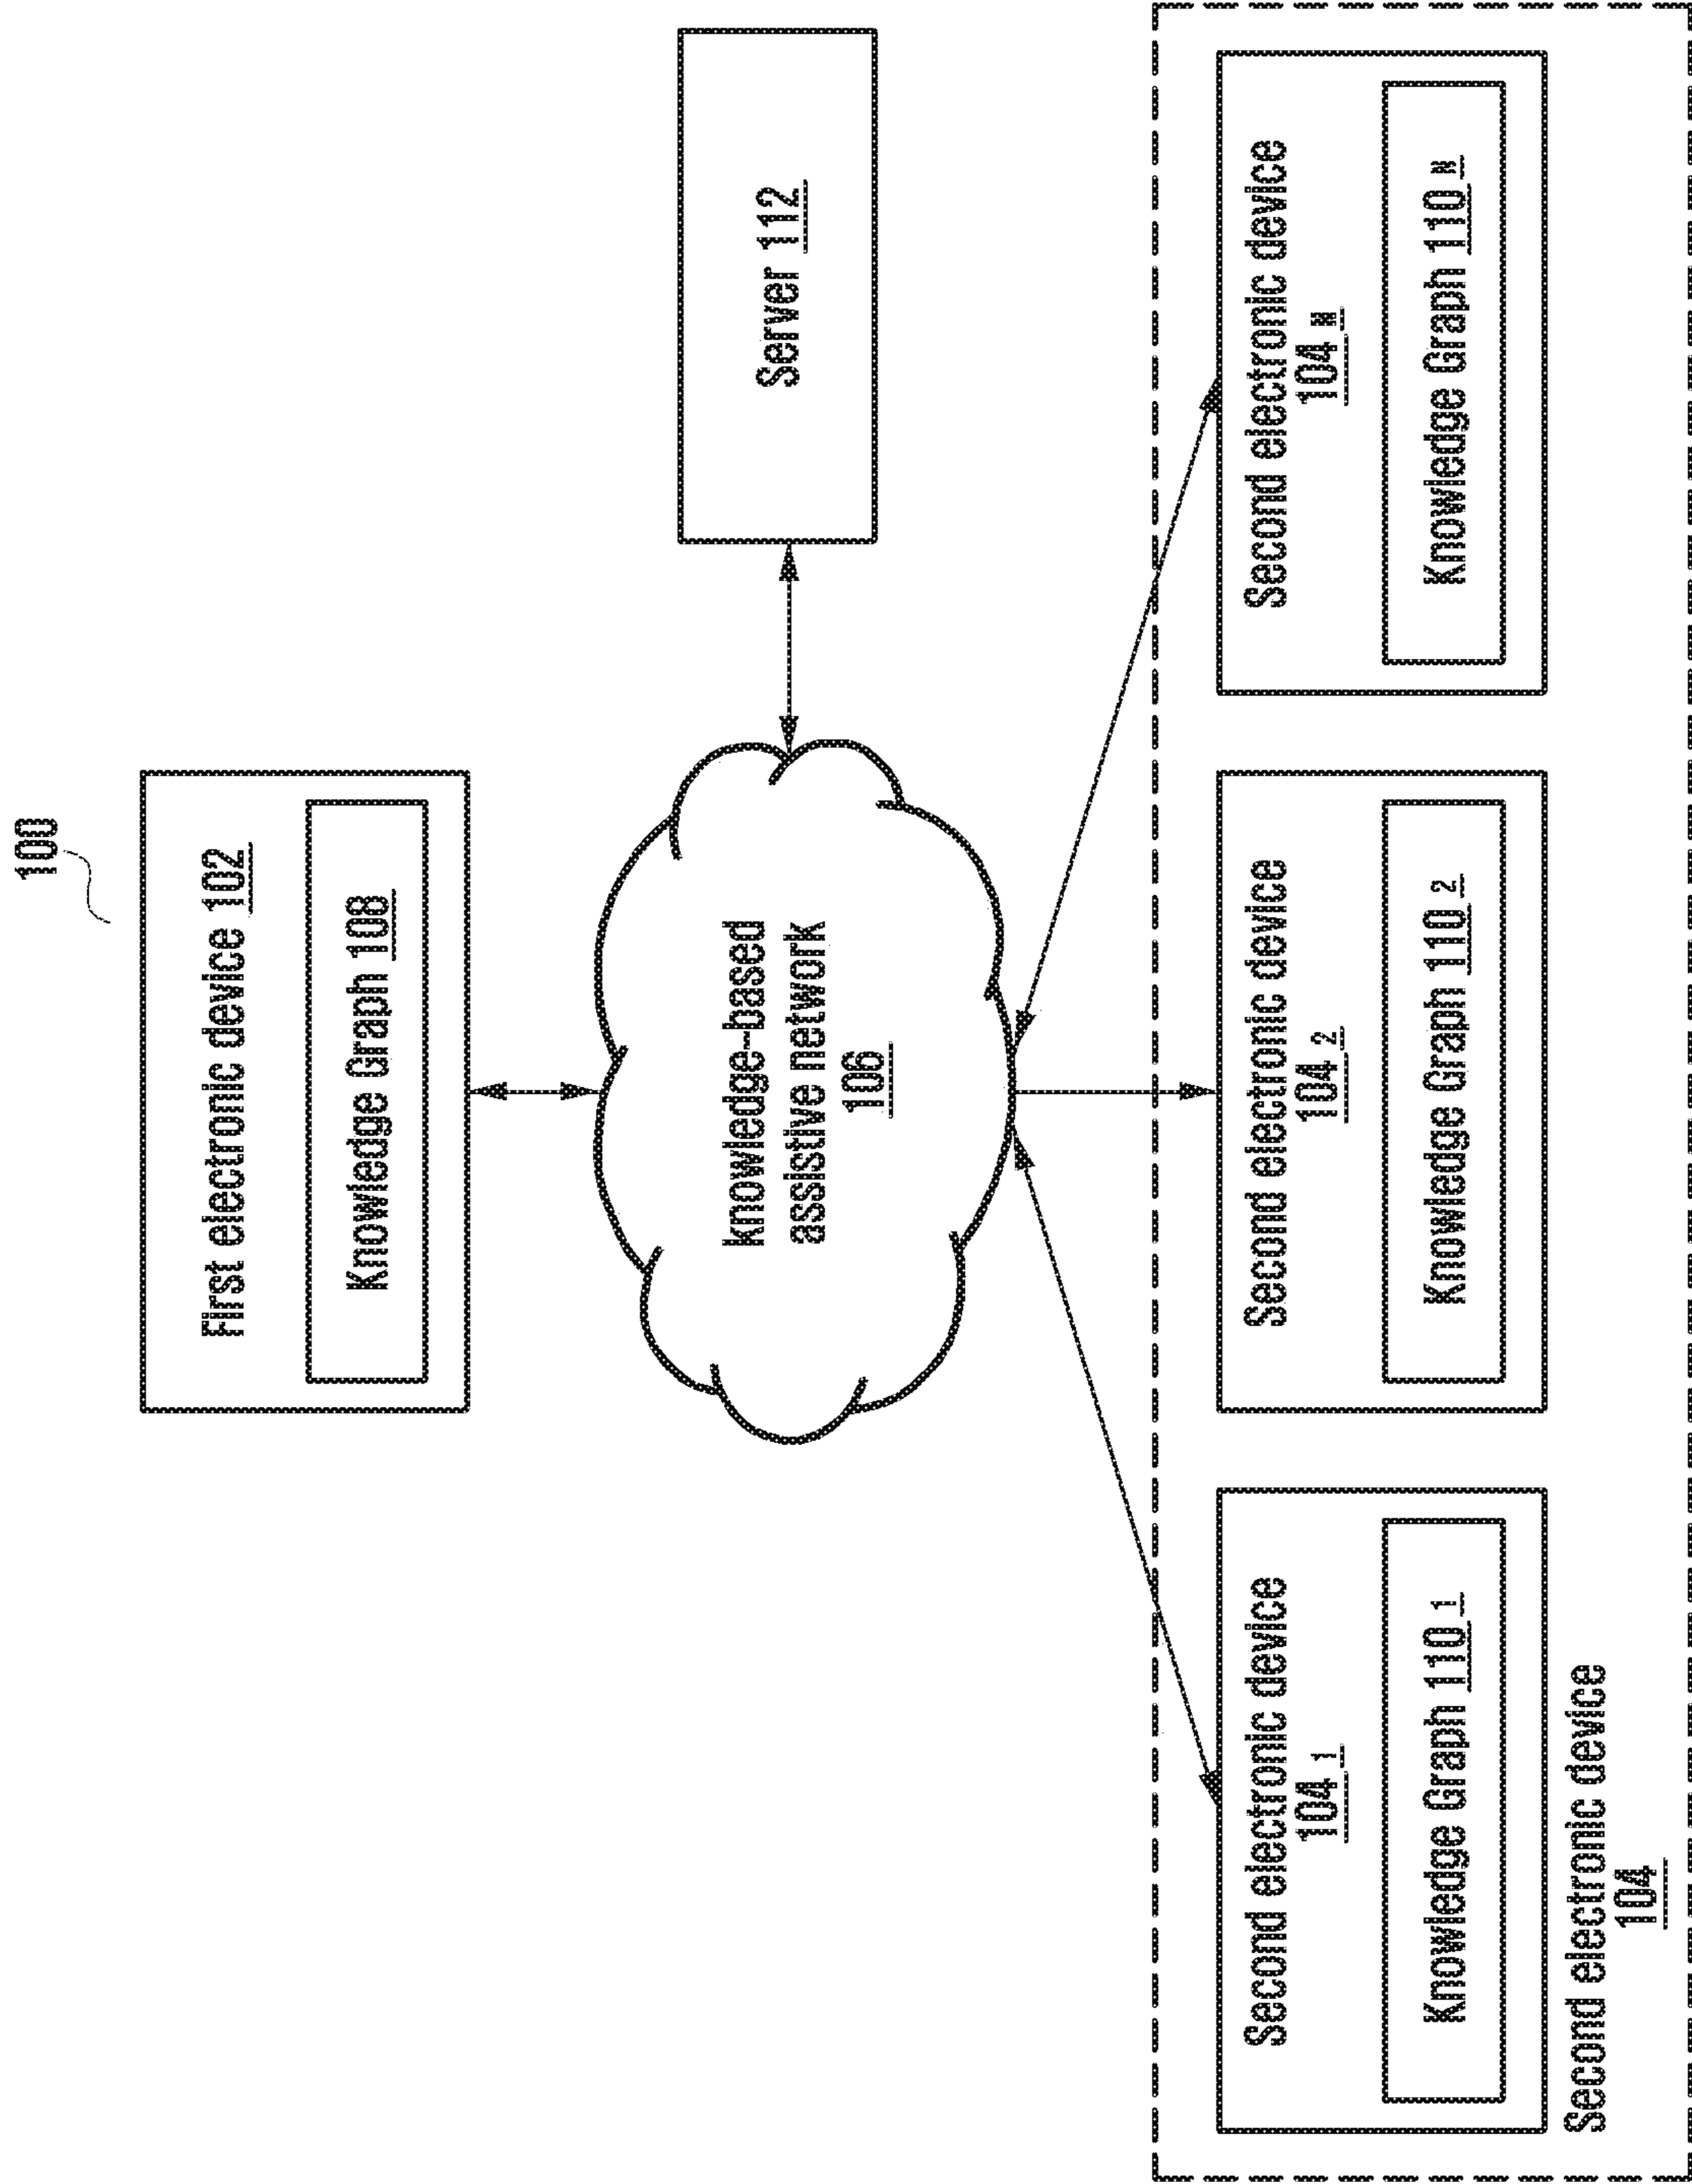 100
First electronic device 102
Knowledge Graph 108
knowledge-based
assistive network
106
Server 112
Second electronic device
104 1
Knowledge Graph 110 1
Second electronic device
104 2
Knowledge Graph 110 2
Second electronic device
104 N
Knowledge Graph 110 N
Second electronic device
104